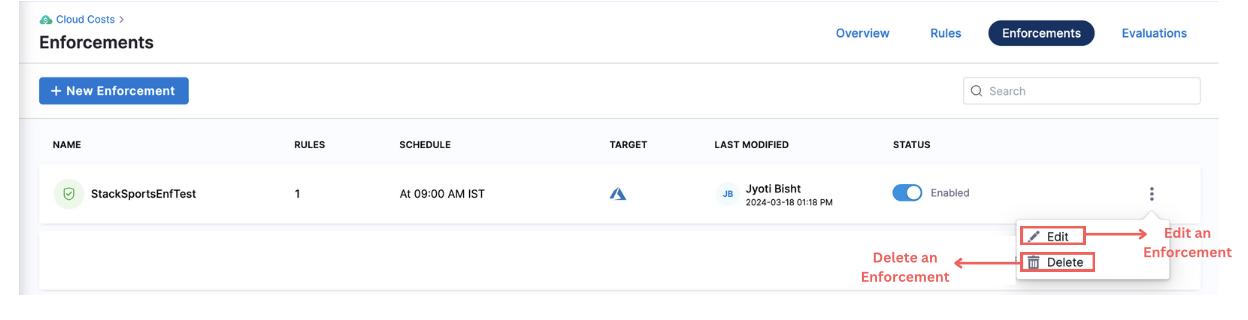 Cloud Costs >
Enforcements
Overview Rules Enforcements Evaluations
+ New Enforcement
Search
NAME RULES SCHEDULE TARGET LAST MODIFIED STATUS
StackSportsEnfTest 1 At 09:00 AM IST JB Jyoti Bisht Enabled
2024-03-18 01:18 PM
Edit
Edit an
Enforcement
Delete
Delete an
Enforcement